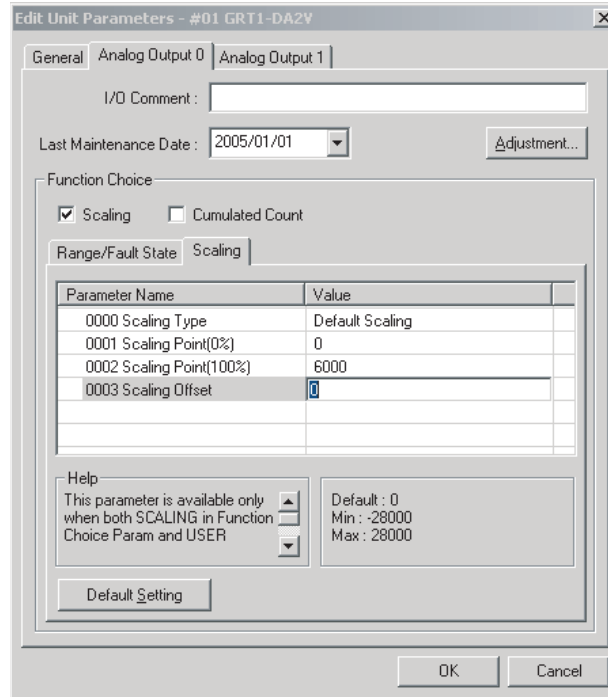 Edit Unit Parameters - #01 GRT1-DA2V
General Analog Output 0 Analog Output 1
I/O Comment :
Last Maintenance Date : 2005/01/01 Adjustment...
Function Choice
Scaling Cumulated Count
Range/Fault State Scaling
Parameter Name Value
0000 Scaling Type Default Scaling
0001 Scaling Point(0%) 0
0002 Scaling Point(100%) 6000
0003 Scaling Offset 0
Help
This parameter is available only
when both SCALING in Function
Choice Param and USER
Default : 0
Min : -28000
Max : 28000
Default Setting
OK Cancel